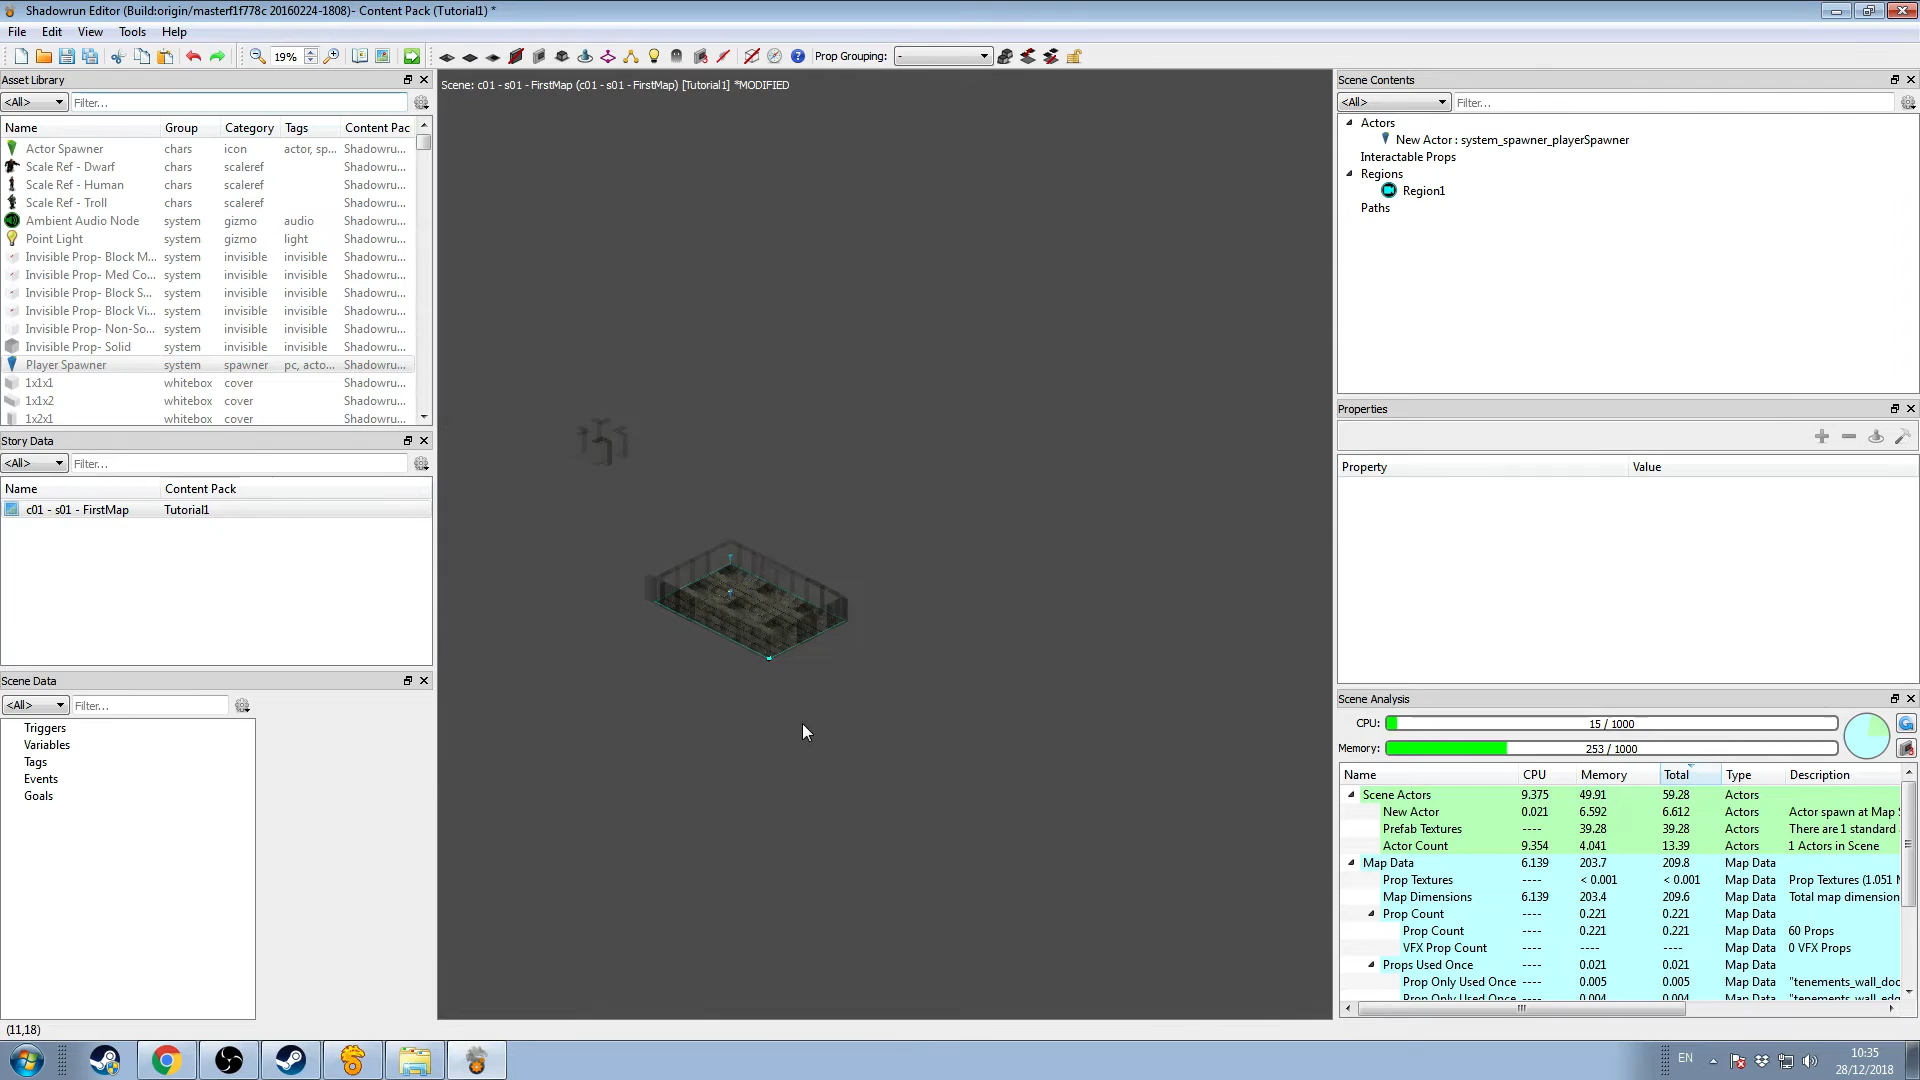 Shadowrun Editor (Build:origin/masterf1f778c 20160224-1808)- Content Pack (Tutorial1) *
File Edit View Tools Help
19% Prop Grouping: -
Asset Library
<All> Filter...
Name Group Category Tags Content Pac
Actor Spawner chars icon actor, sp... Shadowru...
Scale Ref - Dwarf chars scaleref Shadowru...
Scale Ref - Human chars scaleref Shadowru...
Scale Ref - Troll chars scaleref Shadowru...
Ambient Audio Node system gizmo audio Shadowru...
Point Light system gizmo light Shadowru...
Invisible Prop- Block M... system invisible invisible Shadowru...
Invisible Prop- Med Co... system invisible invisible Shadowru...
Invisible Prop- Block S... system invisible invisible Shadowru...
Invisible Prop- Block Vi... system invisible invisible Shadowru...
Invisible Prop- Non-So... system invisible invisible Shadowru...
Invisible Prop- Solid system invisible invisible Shadowru...
Player Spawner system spawner pc, acto... Shadowru...
1x1x1 whitebox cover Shadowru...
1x1x2 whitebox cover Shadowru...
1x2x1 whitebox cover Shadowru...
Story Data
<All> Filter...
Name Content Pack
c01 - s01 - FirstMap Tutorial1
Scene Data
<All> Filter...
Triggers
Variables
Tags
Events
Goals
(11,18)
Scene: c01 - s01 - FirstMap (c01 - s01 - FirstMap) [Tutorial1] *MODIFIED
Scene Contents
<All> Filter...
Actors
New Actor : system_spawner_playerSpawner
Interactable Props
Regions
Region1
Paths
Properties
Property Value
Scene Analysis
CPU: 15 / 1000
Memory: 253 / 1000
Name CPU Memory Total Type Description
Scene Actors 9.375 49.91 59.28 Actors
New Actor 0.021 6.592 6.612 Actors Actor spawn at Map
Prefab Textures ---- 39.28 39.28 Actors There are 1 standard
Actor Count 9.354 4.041 13.39 Actors 1 Actors in Scene
Map Data 6.139 203.7 209.8 Map Data
Prop Textures ---- < 0.001 < 0.001 Map Data Prop Textures (1.051
Map Dimensions 6.139 203.4 209.6 Map Data Total map dimension
Prop Count ---- 0.221 0.221 Map Data
Prop Count ---- 0.221 0.221 Map Data 60 Props
VFX Prop Count ---- ---- ---- Map Data 0 VFX Props
Props Used Once ---- 0.021 0.021 Map Data
Prop Only Used Once ---- 0.005 0.005 Map Data "tenements_wall_doc
Prop Only Used Once ---- 0.004 0.004 Map Data "tenements_wall_edg
EN
10:35
28/12/2018